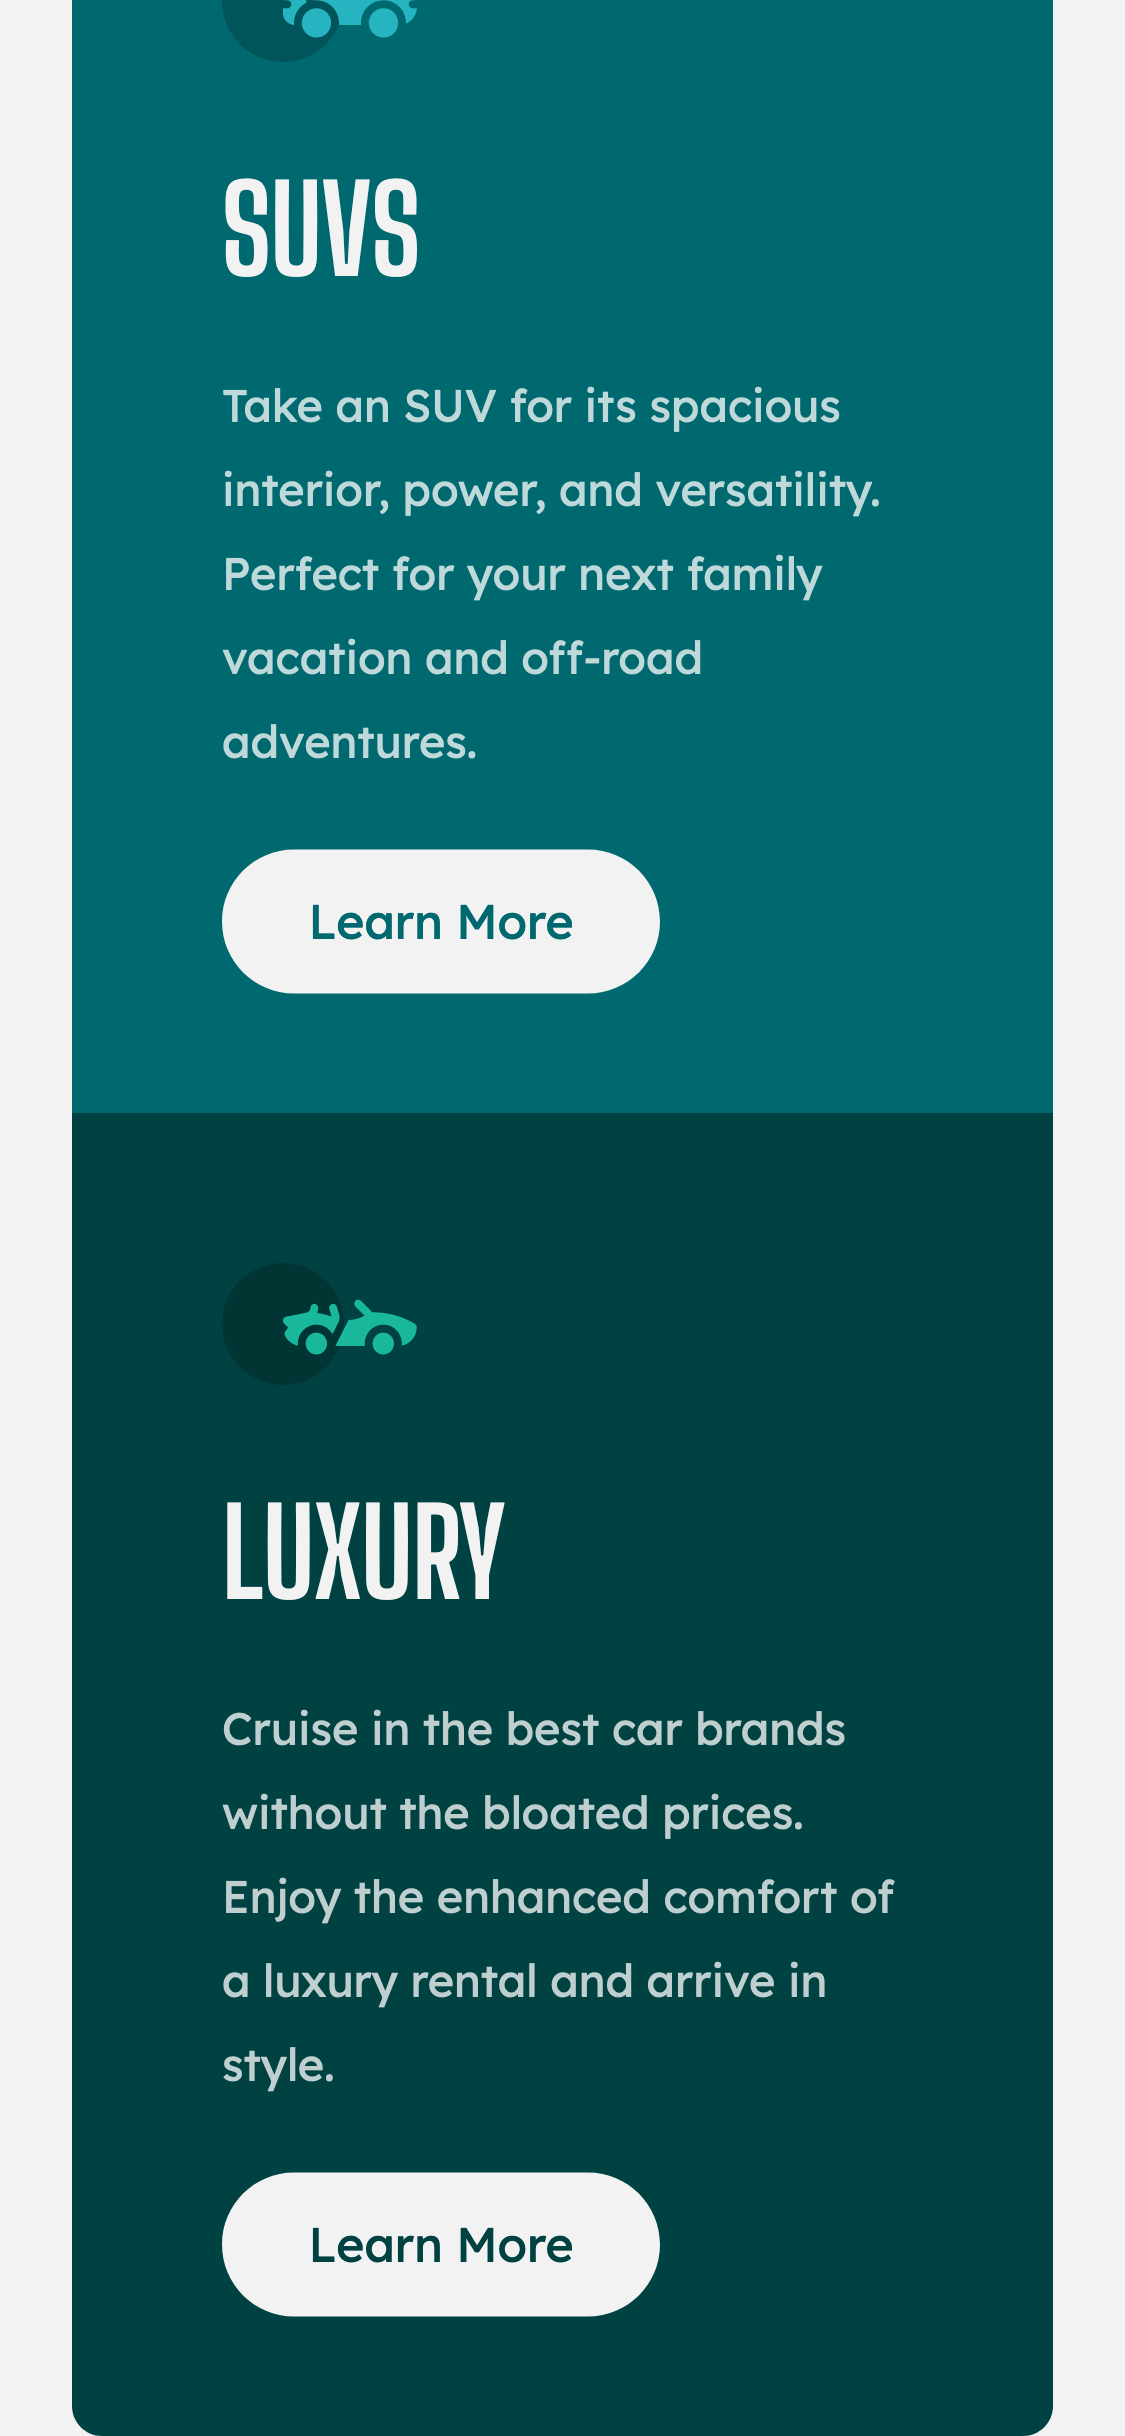 SUVS
Take an SUV for its spacious
interior, power, and versatility.
Perfect for your next family
vacation and off-road
adventures.
Learn More
LUXURY
Cruise in the best car brands
without the bloated prices.
Enjoy the enhanced comfort of
a luxury rental and arrive in
style.
Learn More